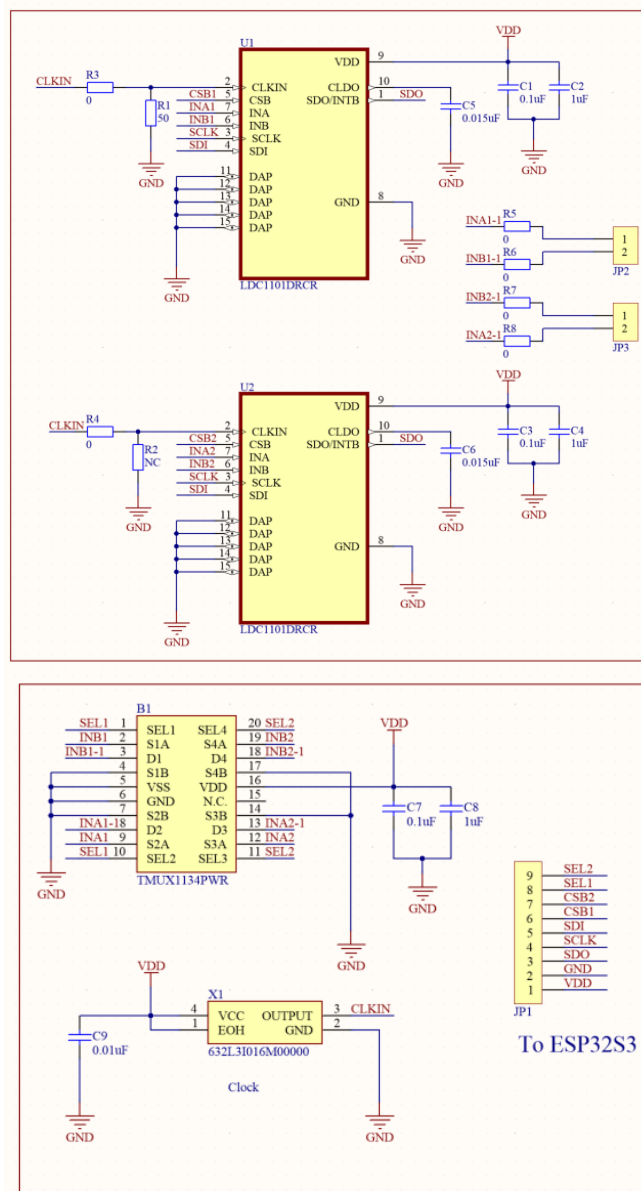 U1
VDD
CLKIN R3 2 CLKIN VDD 9
0 CSB1 5 CSB CLDO 10
R1 INA1 7 INA SDO/INTB 1 SDO C1 C2
50 INB1 6 INB C5 0.1uF 1uF
SCLK 3 SCLK 0.015uF
SDI 4 SDI
GND GND GND
11 DAP
12 DAP
13 DAP GND 8
14 DAP
15 DAP
GND GND
LDC1101DRCR
INA1-1 R5
0 1
INB1-1 R6 2
0 JP2
INB2-1 R7
0 1
INA2-1 R8 2
0 JP3
U2
VDD
CLKIN R4 2 CLKIN VDD 9
0 CSB2 5 CSB CLDO 10
R2 INA2 7 INA SDO/INTB 1 SDO C3 C4
NC INB2 6 INB C6 0.1uF 1uF
SCLK 3 SCLK 0.015uF
SDI 4 SDI
GND GND GND
11 DAP
12 DAP
13 DAP GND 8
14 DAP
15 DAP
GND GND
LDC1101DRCR
B1
SEL1 1 SEL1 SEL4 20 SEL2
INB1 2 S1A S4A 19 INB2
INB1-1 3 D1 D4 18 INB2-1
4 S1B S4B 17
5 VSS VDD 16
6 GND N.C. 15
7 S2B S3B 14
INA1-1 8 D2 D3 13 INA2-1
INA1 9 S2A S3A 12 INA2
SEL1 10 SEL2 SEL3 11 SEL2
TMUX1134PWR
GND
VDD
C7 C8
0.1uF 1uF
GND
GND
9 SEL2
8 SEL1
7 CSB2
6 CSB1
5 SDI
4 SCLK
3 SDO
2 GND
1 VDD
JP1
To ESP32S3
VDD
X1
4 VCC OUTPUT 3 CLKIN
1 EOH GND 2
632L3I016M00000
C9
0.01uF
Clock
GND GND